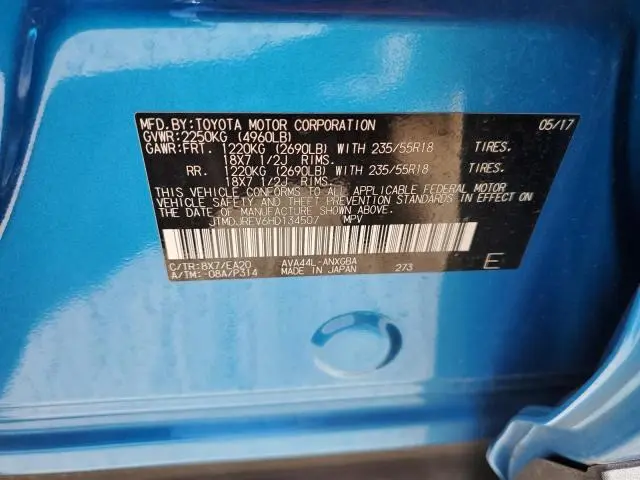 MFD.BY:TOYOTA MOTOR CORPORATION 05/17
GVWR:2250KG (4960LB)
GAWR:FRT. 1220KG (2690LB) WITH 235/55R18 TIRES.
18X7 1/2J RIMS.
RR. 1220KG (2690LB) WITH 235/55R18 TIRES.
18X7 1/2J RIMS.
THIS VEHICLE CONFORMS TO ALL APPLICABLE FEDERAL MOTOR
VEHICLE SAFETY AND THEFT PREVENTION STANDARDS IN EFFECT ON
THE DATE OF MANUFACTURE SHOWN ABOVE.
JTMDJREV6HD134507 MPV
C/TR:8X7/EA20 AVA44L-ANXGBA E
A/TM:-08A/P314 MADE IN JAPAN 273